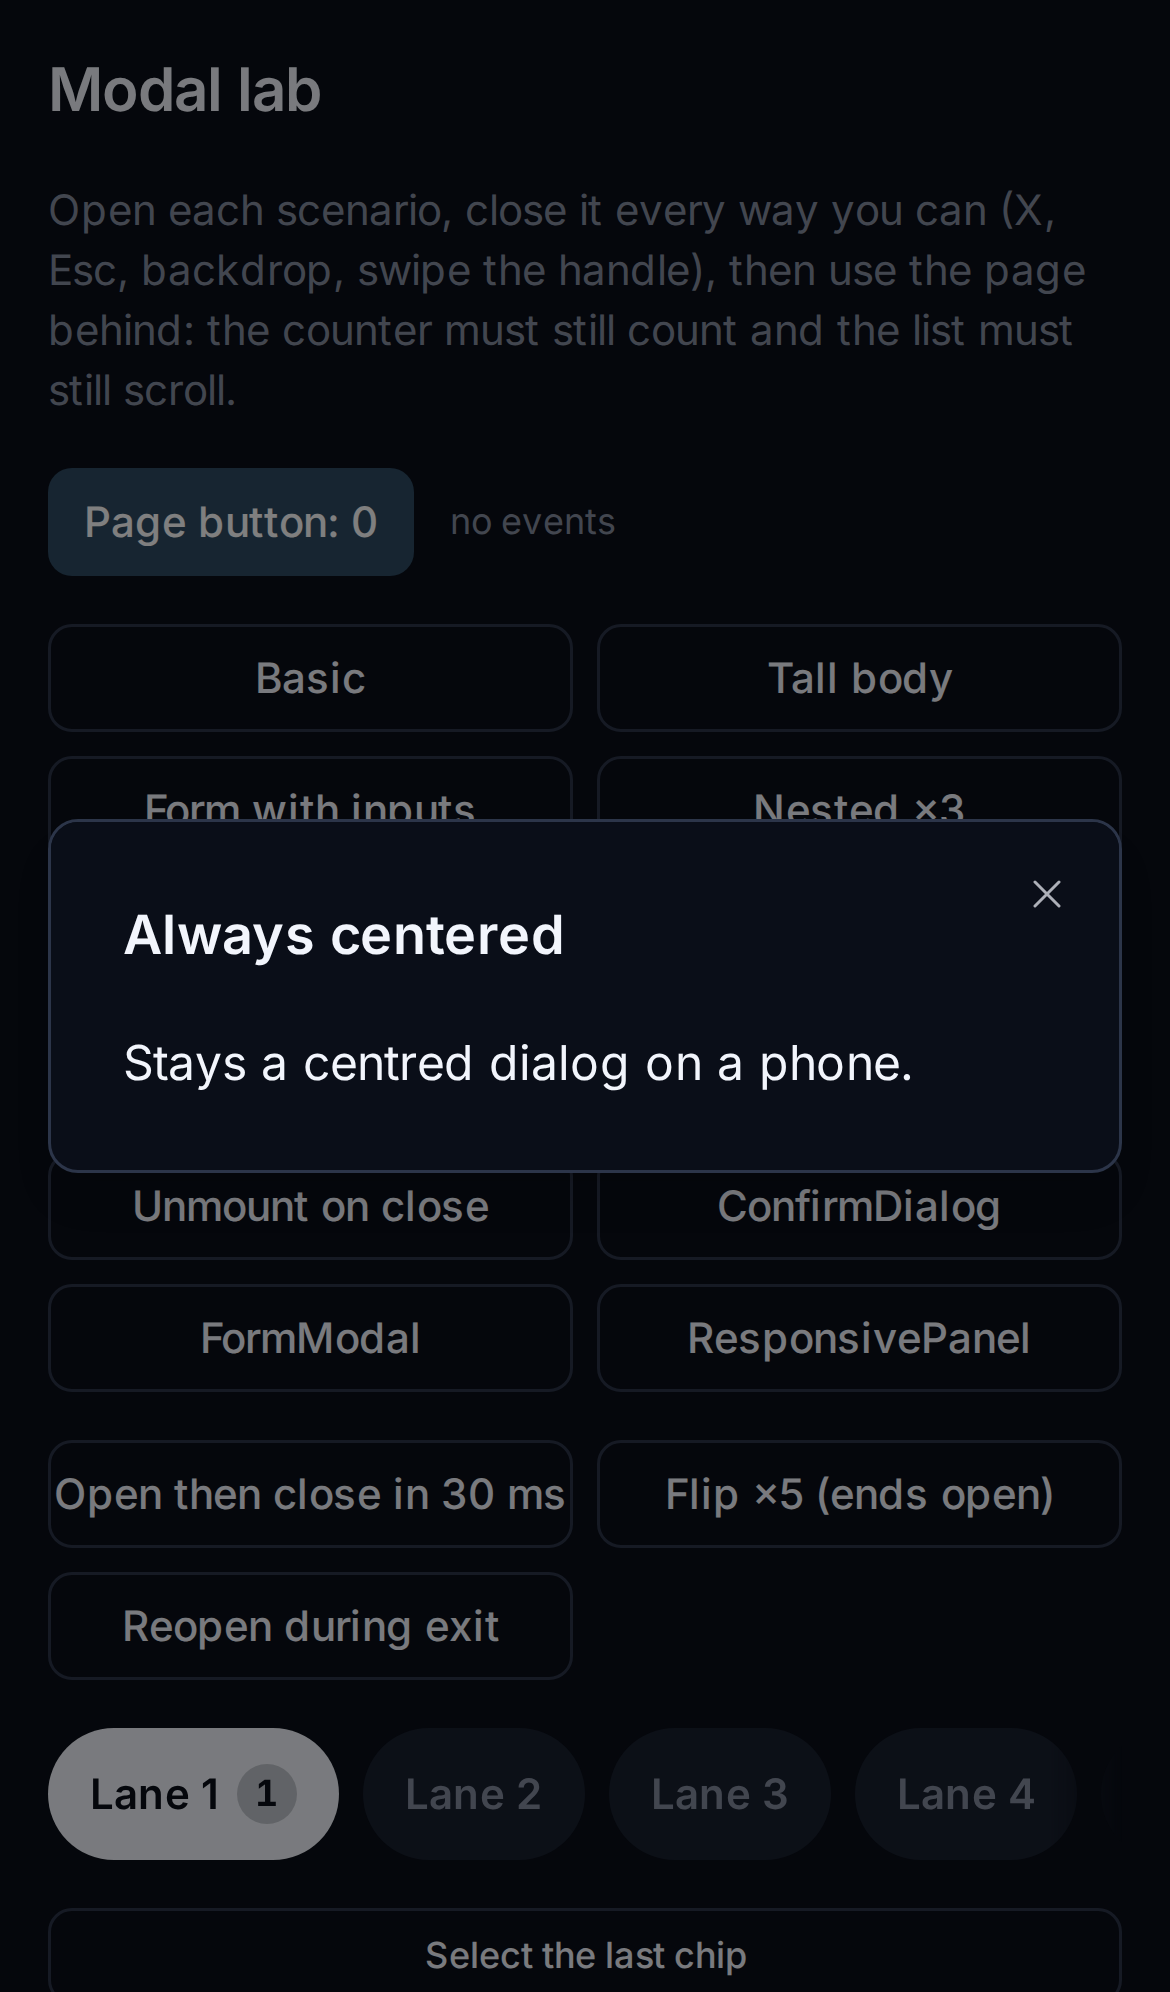 Modal lab
Open each scenario, close it every way you can (X,
Esc, backdrop, swipe the handle), then use the page
behind: the counter must still count and the list must
still scroll.
Page button: 0
no events
Basic
Tall body
Form with inputs
Nested ×3
Always centered
Stays a centred dialog on a phone.
Unmount on close
ConfirmDialog
FormModal
ResponsivePanel
Open then close in 30 ms
Flip ×5 (ends open)
Reopen during exit
Lane 1 1
Lane 2
Lane 3
Lane 4
Select the last chip